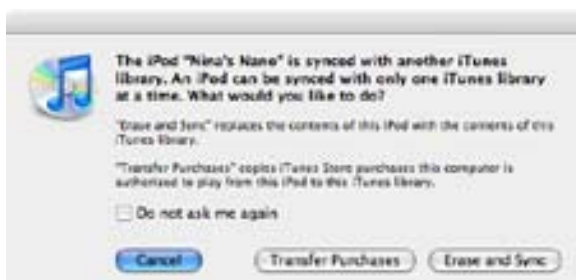 The iPod "Nina's Nano" is synced with another iTunes
library. An iPod can be synced with only one iTunes library
at a time. What would you like to do?
"Erase and Sync" replaces the contents of this iPod with the contents of this
iTunes library.
"Transfer Purchases" copies iTunes Store purchases this computer is
authorized to play from this iPod to this iTunes library.
Do not ask me again
Cancel
Transfer Purchases
Erase and Sync